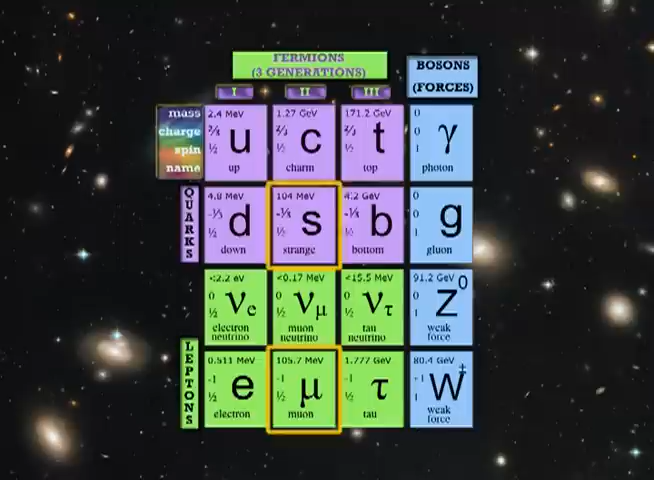 FERMIONS
(3 GENERATIONS)
BOSONS
(FORCES)
I II III
mass
charge
spin
name
2.4 MeV
⅔
½
u
up
1.27 GeV
⅔
½
c
charm
171.2 GeV
⅔
½
t
top
0
0
1
γ
photon
QUARKS
4.8 MeV
-⅓
½
d
down
104 MeV
-⅓
½
s
strange
4.2 GeV
-⅓
½
b
bottom
0
0
1
g
gluon
<2.2 eV
0
½
νe
electron
neutrino
<0.17 MeV
0
½
νμ
muon
neutrino
<15.5 MeV
0
½
ντ
tau
neutrino
91.2 GeV
0
1
Z0
weak
force
LEPTONS
0.511 MeV
-1
½
e
electron
105.7 MeV
-1
½
μ
muon
1.777 GeV
-1
½
τ
tau
80.4 GeV
±1
1
W±
weak
force